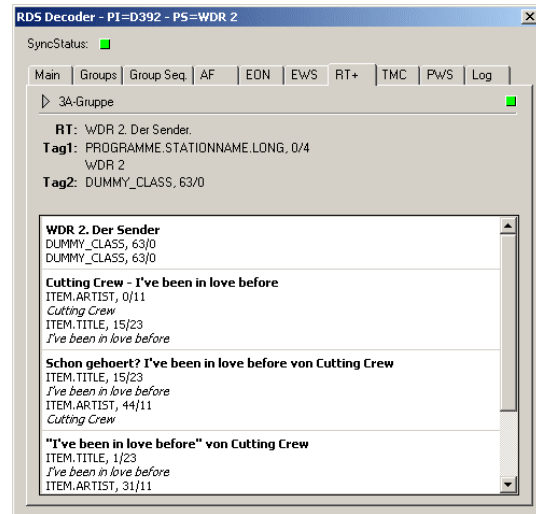 RDS Decoder - PI=D392 - PS=WDR 2
SyncStatus:
Main Groups Group Seq. AF EON EWS RT+ TMC PWS Log
3A-Gruppe
RT: WDR 2. Der Sender.
Tag1: PROGRAMME.STATIONNAME.LONG, 0/4
WDR 2
Tag2: DUMMY_CLASS, 63/0
WDR 2. Der Sender
DUMMY_CLASS, 63/0
DUMMY_CLASS, 63/0
Cutting Crew - I've been in love before
ITEM.ARTIST, 0/11
Cutting Crew
ITEM.TITLE, 15/23
I've been in love before
Schon gehoert? I've been in love before von Cutting Crew
ITEM.TITLE, 15/23
I've been in love before
ITEM.ARTIST, 44/11
Cutting Crew
"I've been in love before" von Cutting Crew
ITEM.TITLE, 1/23
I've been in love before
ITEM.ARTIST, 31/11